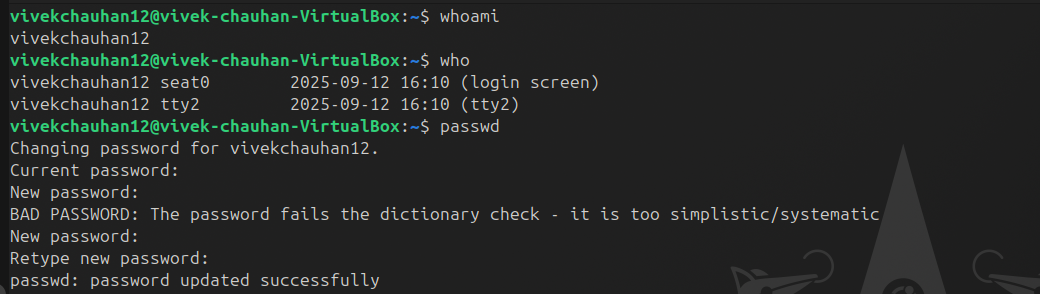 vivekchauhan12@vivek-chauhan-VirtualBox:~$ whoami
vivekchauhan12
vivekchauhan12@vivek-chauhan-VirtualBox:~$ who
vivekchauhan12 seat0        2025-09-12 16:10 (login screen)
vivekchauhan12 tty2         2025-09-12 16:10 (tty2)
vivekchauhan12@vivek-chauhan-VirtualBox:~$ passwd
Changing password for vivekchauhan12.
Current password:
New password:
BAD PASSWORD: The password fails the dictionary check - it is too simplistic/systematic
New password:
Retype new password:
passwd: password updated successfully